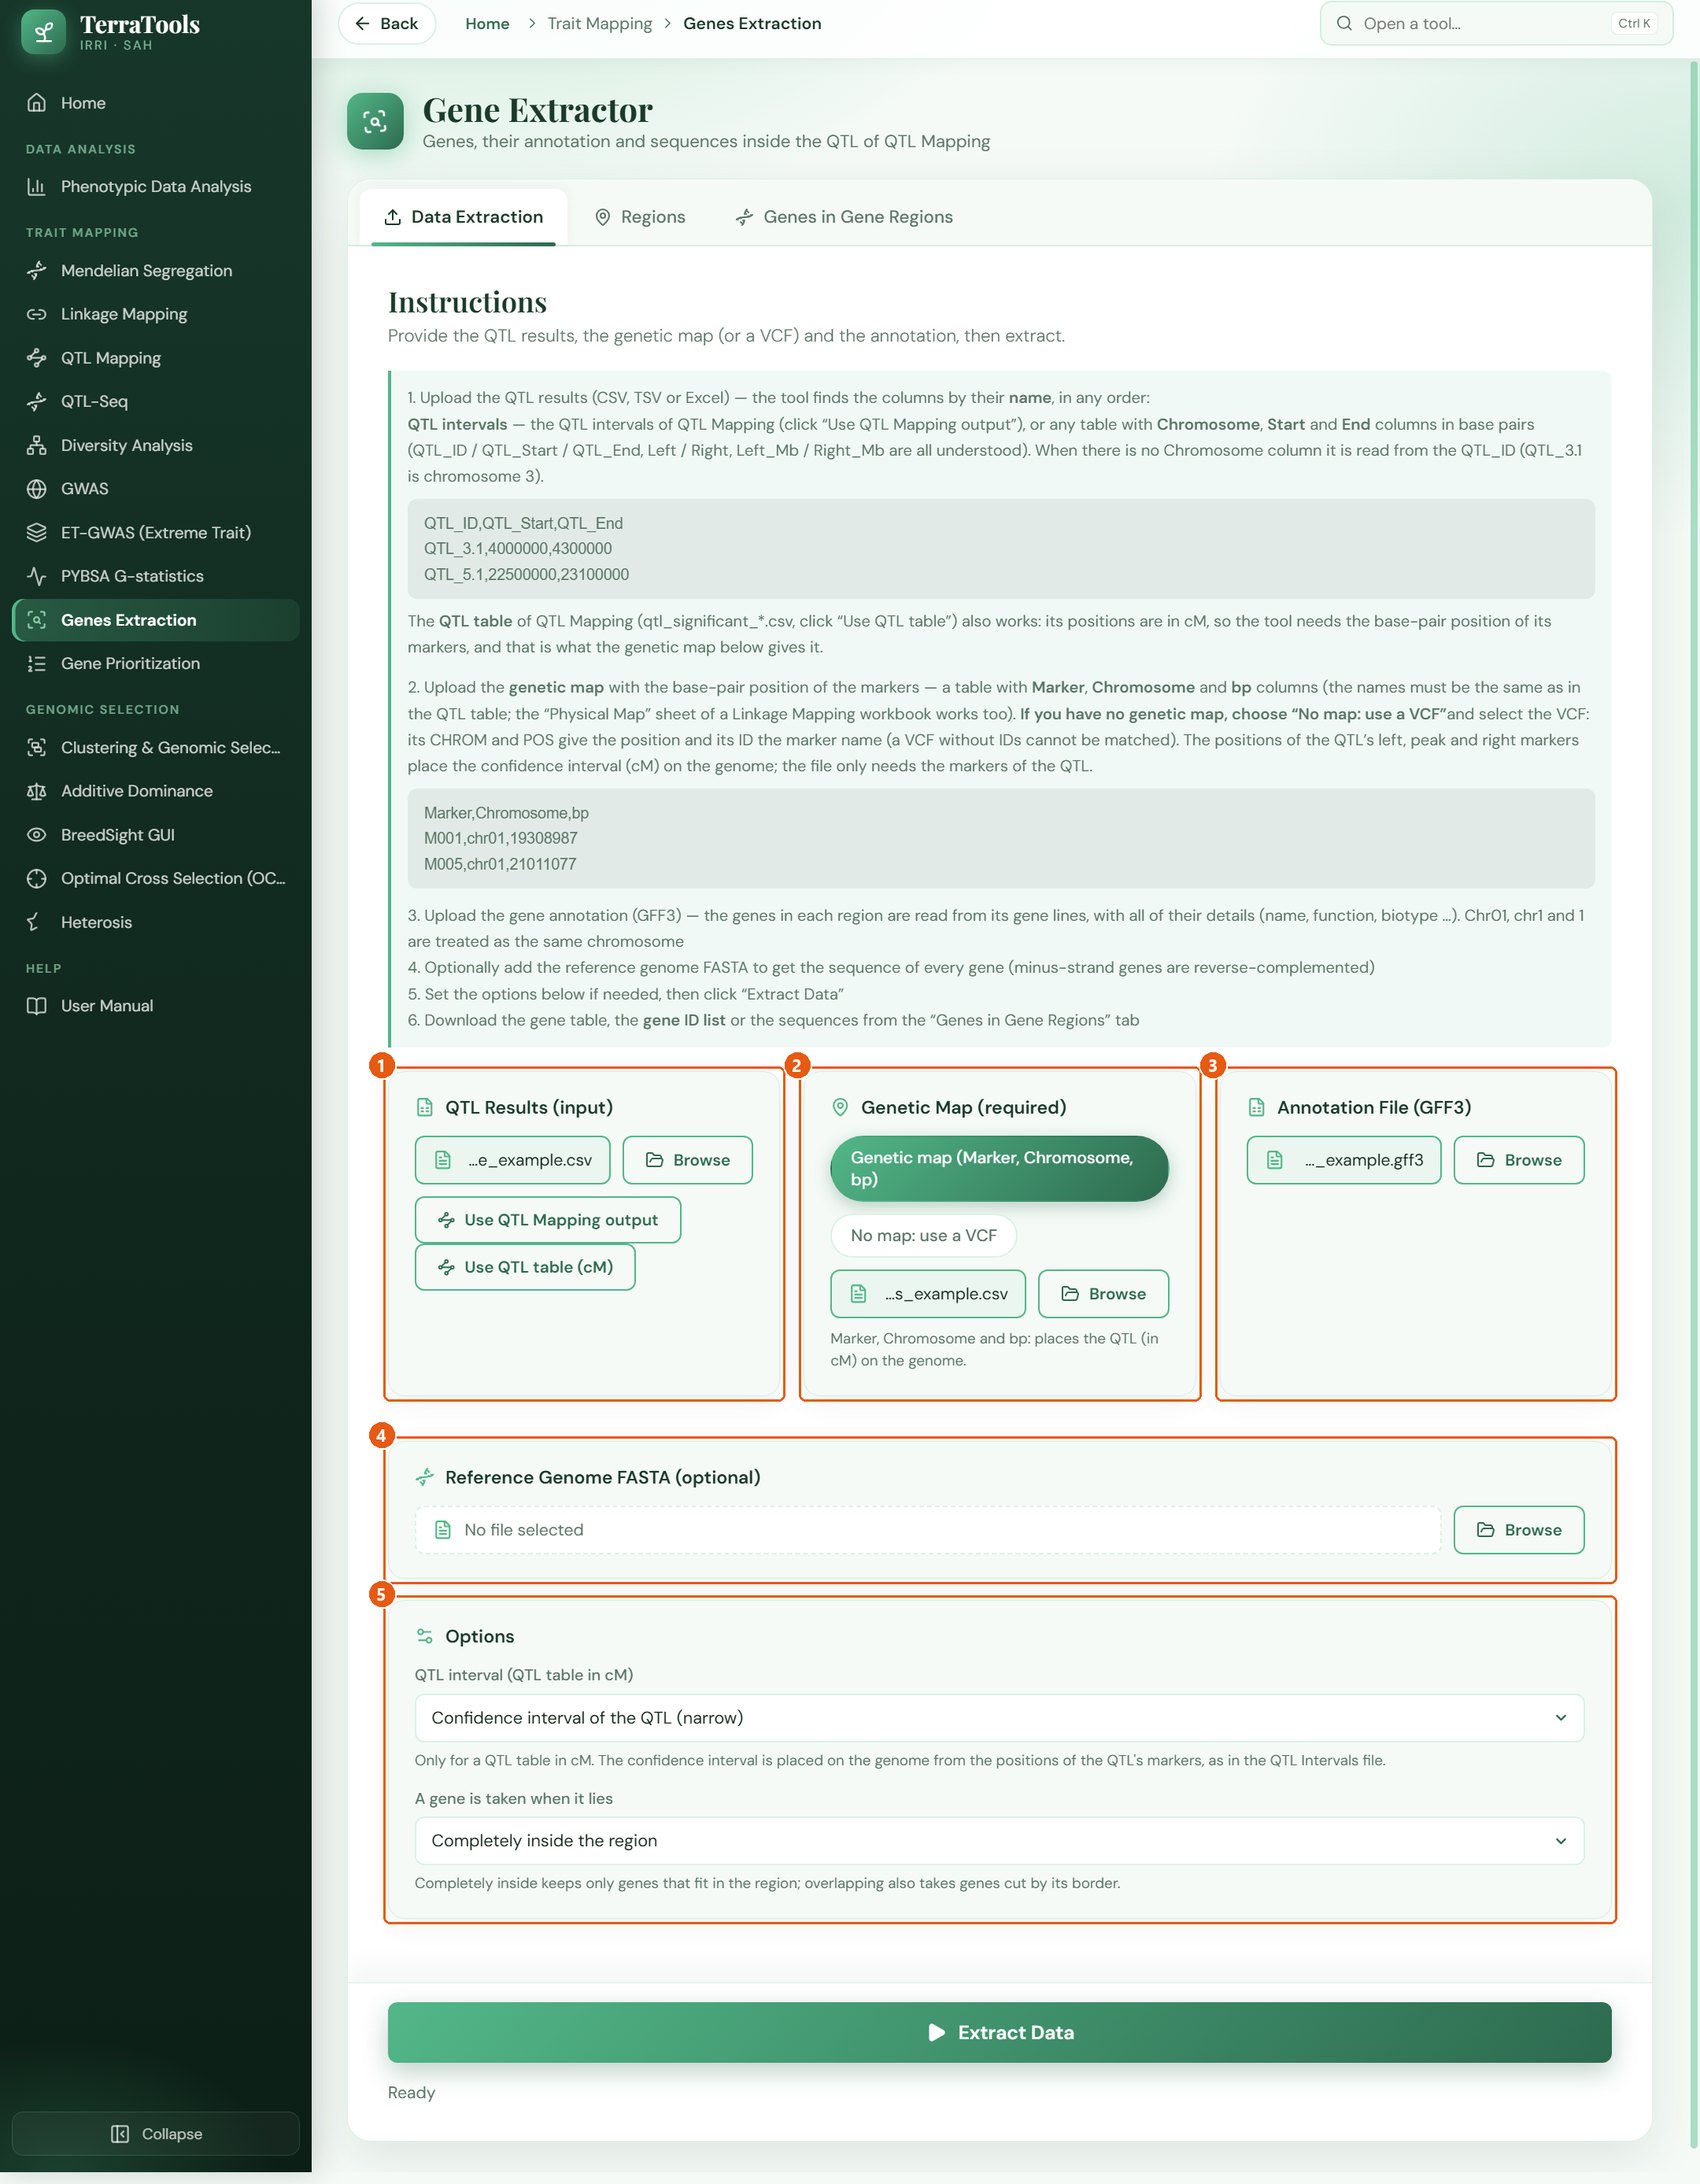 TerraTools
IRRI · SAH
Home
DATA ANALYSIS
Phenotypic Data Analysis
TRAIT MAPPING
Mendelian Segregation
Linkage Mapping
QTL Mapping
QTL-Seq
Diversity Analysis
GWAS
ET-GWAS (Extreme Trait)
PYBSA G-statistics
Genes Extraction
Gene Prioritization
GENOMIC SELECTION
Clustering & Genomic Selec...
Additive Dominance
BreedSight GUI
Optimal Cross Selection (OC...
Heterosis
HELP
User Manual
Collapse
Back
Home > Trait Mapping > Genes Extraction
Open a tool...
Ctrl K
Gene Extractor
Genes, their annotation and sequences inside the QTL of QTL Mapping
Data Extraction
Regions
Genes in Gene Regions
Instructions
Provide the QTL results, the genetic map (or a VCF) and the annotation, then extract.
1. Upload the QTL results (CSV, TSV or Excel) — the tool finds the columns by their name, in any order:
QTL intervals — the QTL intervals of QTL Mapping (click “Use QTL Mapping output”), or any table with Chromosome, Start and End columns in base pairs
(QTL_ID / QTL_Start / QTL_End, Left / Right, Left_Mb / Right_Mb are all understood). When there is no Chromosome column it is read from the QTL_ID (QTL_3.1
is chromosome 3).
QTL_ID,QTL_Start,QTL_End
QTL_3.1,4000000,4300000
QTL_5.1,22500000,23100000
The QTL table of QTL Mapping (qtl_significant_*.csv, click “Use QTL table”) also works: its positions are in cM, so the tool needs the base-pair position of its
markers, and that is what the genetic map below gives it.
2. Upload the genetic map with the base-pair position of the markers — a table with Marker, Chromosome and bp columns (the names must be the same as in
the QTL table; the “Physical Map” sheet of a Linkage Mapping workbook works too). If you have no genetic map, choose “No map: use a VCF”and select the VCF:
its CHROM and POS give the position and its ID the marker name (a VCF without IDs cannot be matched). The positions of the QTL's left, peak and right markers
place the confidence interval (cM) on the genome; the file only needs the markers of the QTL.
Marker,Chromosome,bp
M001,chr01,19308987
M005,chr01,21011077
3. Upload the gene annotation (GFF3) — the genes in each region are read from its gene lines, with all of their details (name, function, biotype ...). Chr01, chr1 and 1
are treated as the same chromosome
4. Optionally add the reference genome FASTA to get the sequence of every gene (minus-strand genes are reverse-complemented)
5. Set the options below if needed, then click “Extract Data”
6. Download the gene table, the gene ID list or the sequences from the “Genes in Gene Regions” tab
1
QTL Results (input)
...e_example.csv
Browse
Use QTL Mapping output
Use QTL table (cM)
2
Genetic Map (required)
Genetic map (Marker, Chromosome,
bp)
No map: use a VCF
...s_example.csv
Browse
Marker, Chromosome and bp: places the QTL (in
cM) on the genome.
3
Annotation File (GFF3)
..._example.gff3
Browse
4
Reference Genome FASTA (optional)
No file selected
Browse
5
Options
QTL interval (QTL table in cM)
Confidence interval of the QTL (narrow)
Only for a QTL table in cM. The confidence interval is placed on the genome from the positions of the QTL's markers, as in the QTL Intervals file.
A gene is taken when it lies
Completely inside the region
Completely inside keeps only genes that fit in the region; overlapping also takes genes cut by its border.
Extract Data
Ready